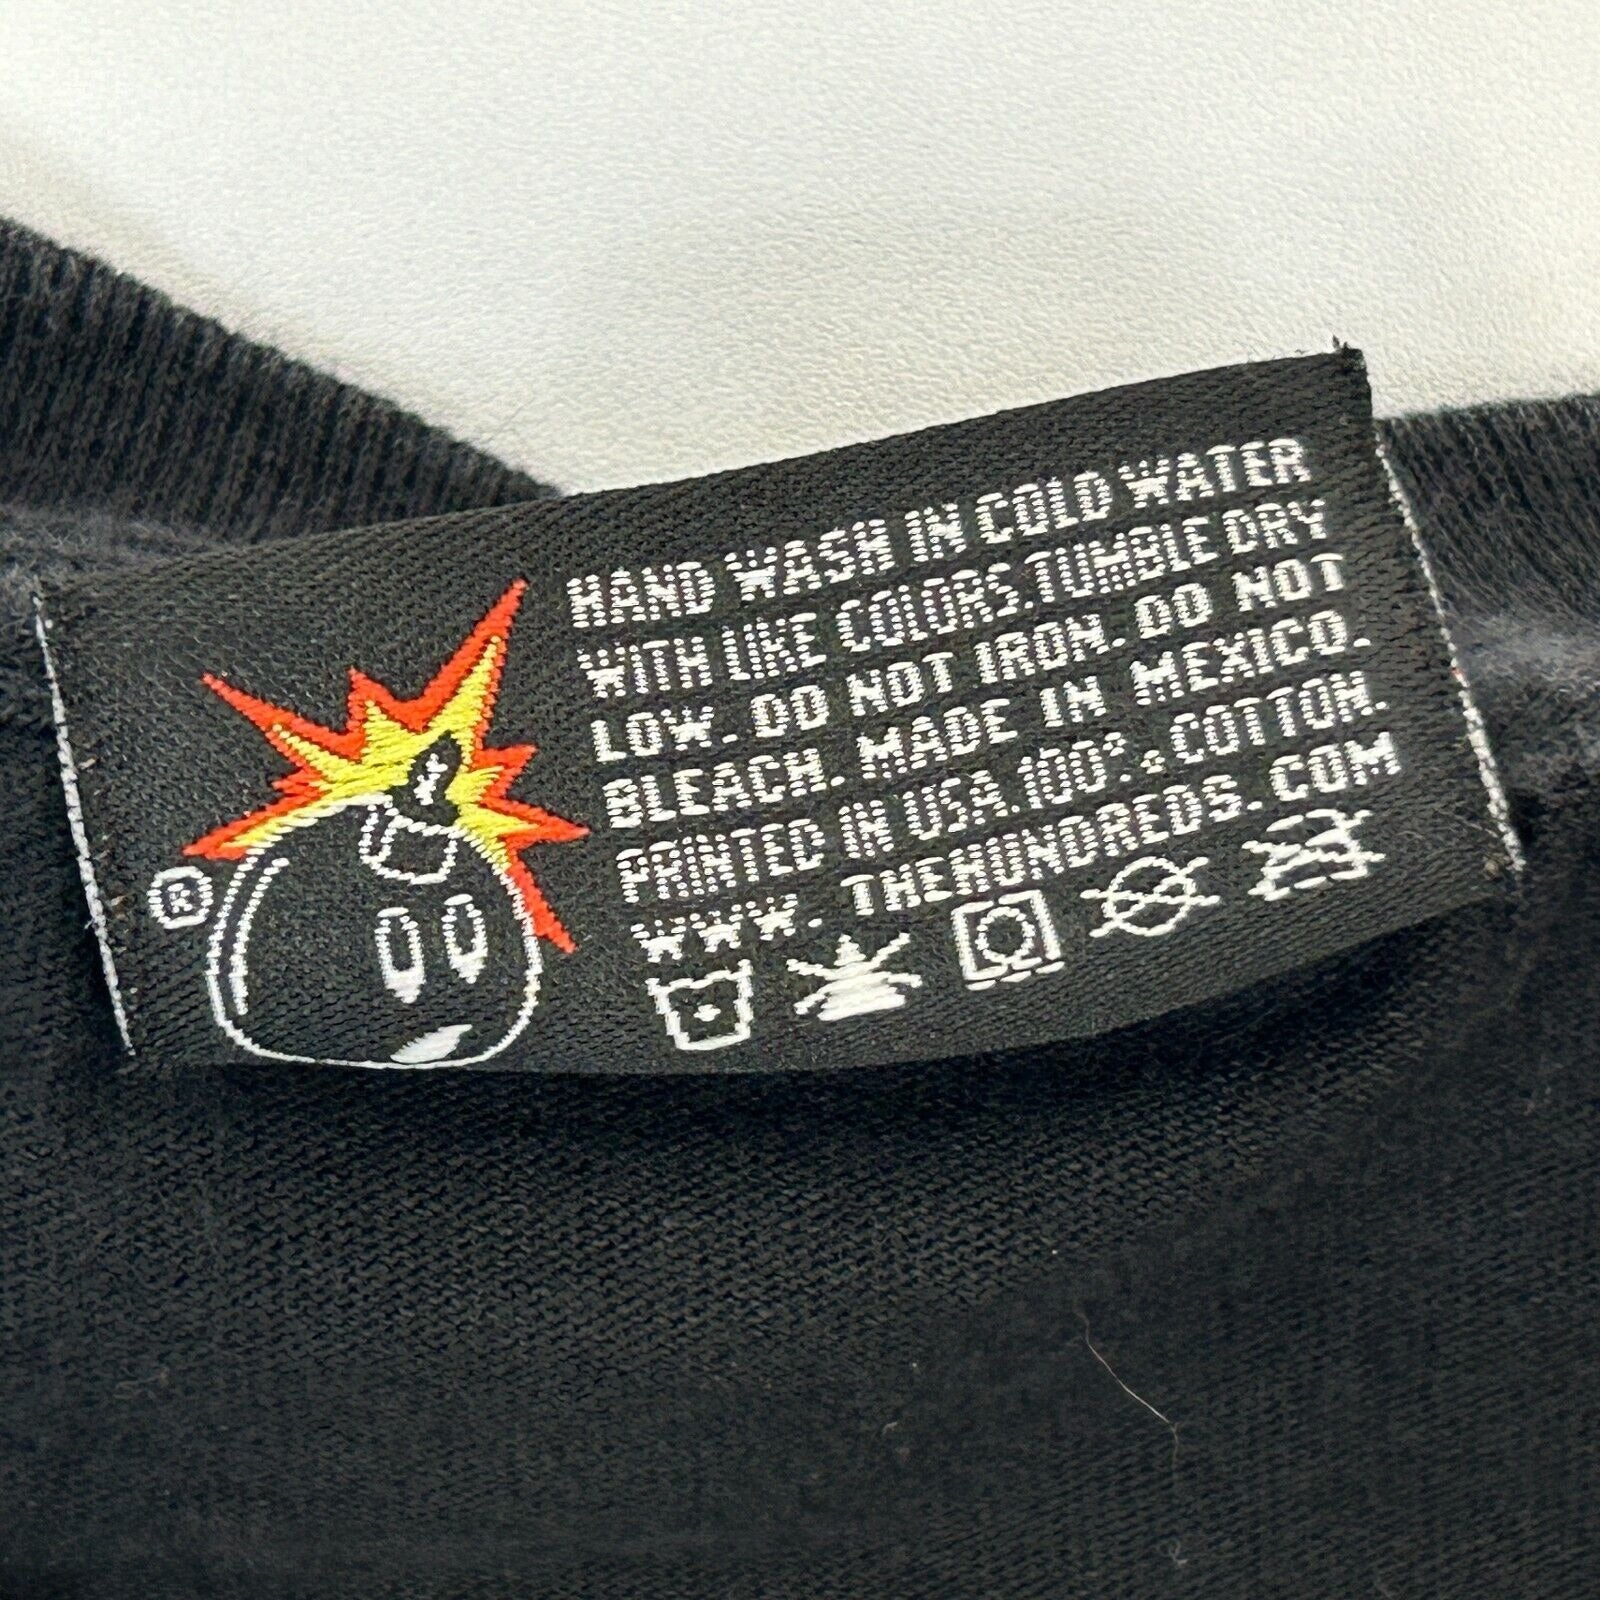 HAND WASH IN COLD WATER
WITH LIKE COLORS.TUMBLE DRY
LOW. DO NOT IRON. DO NOT
BLEACH. MADE IN MEXICO.
PRINTED IN USA.100% COTTON.
WWW. THEHUNDREDS. COM
®